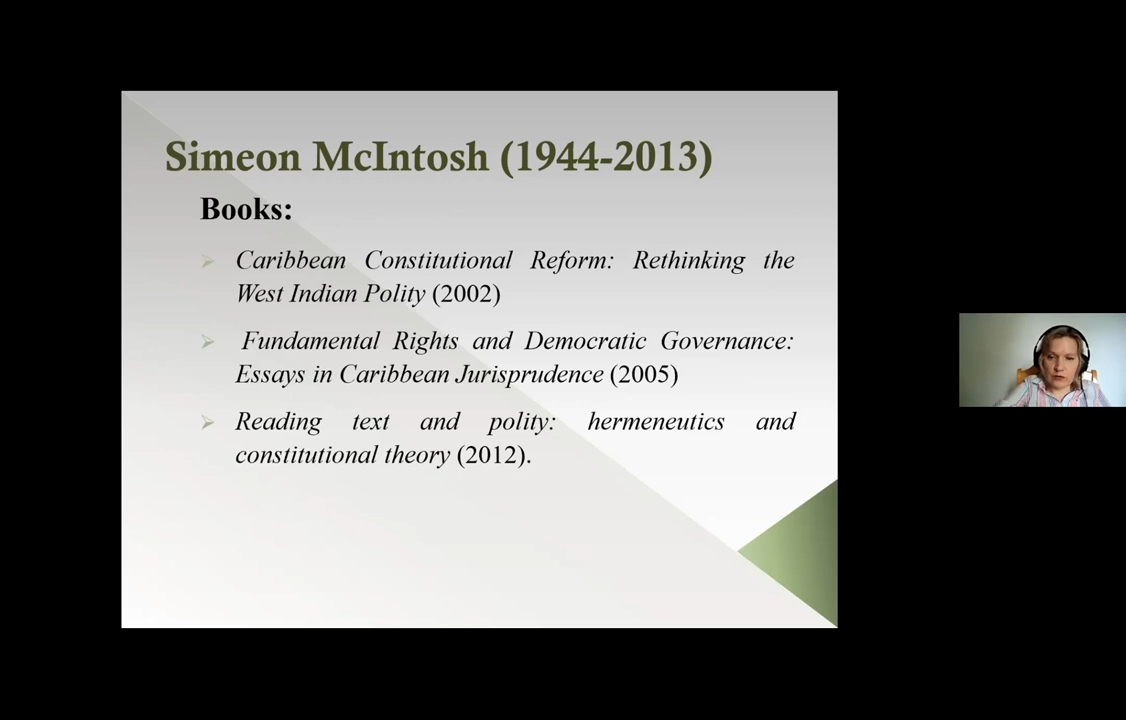 Simeon McIntosh (1944-2013)
Books:
Caribbean Constitutional Reform: Rethinking the
West Indian Polity (2002)
Fundamental Rights and Democratic Governance:
Essays in Caribbean Jurisprudence (2005)
Reading text and polity: hermeneutics and
constitutional theory (2012).